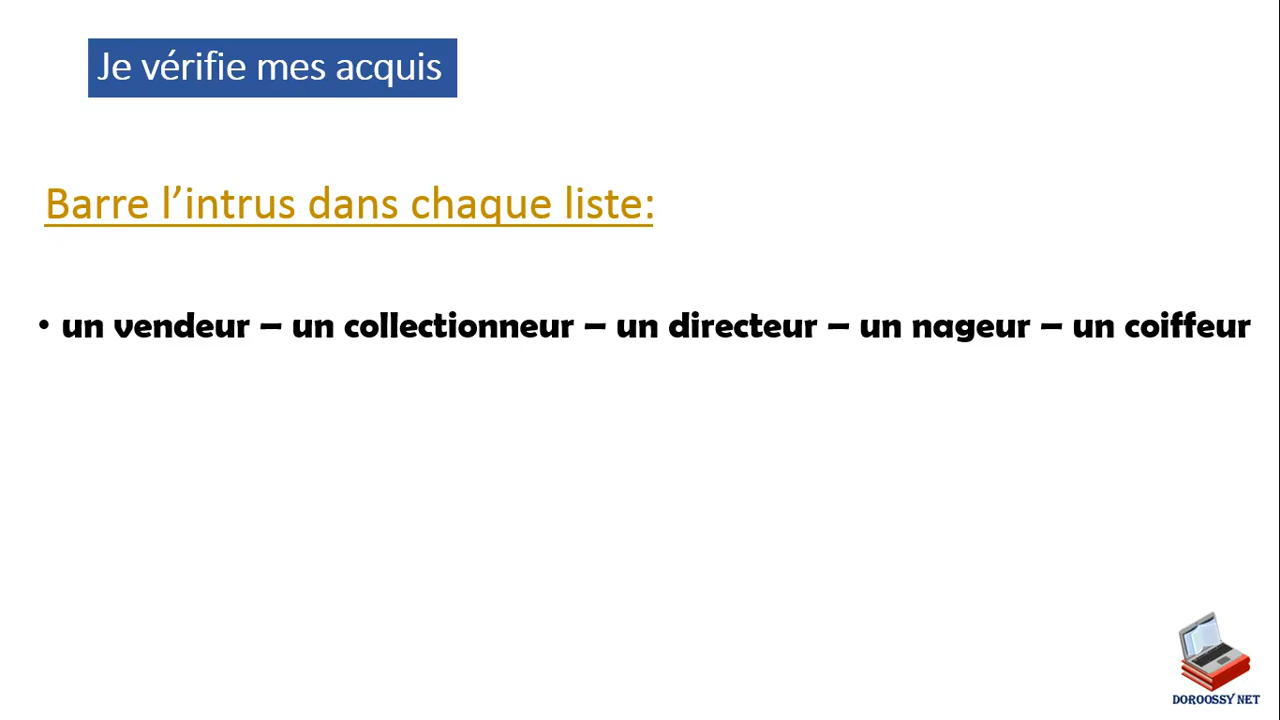 Je vérifie mes acquis
Barre l’intrus dans chaque liste:
• un vendeur – un collectionneur – un directeur – un nageur – un coiffeur
DOROOSSY NET